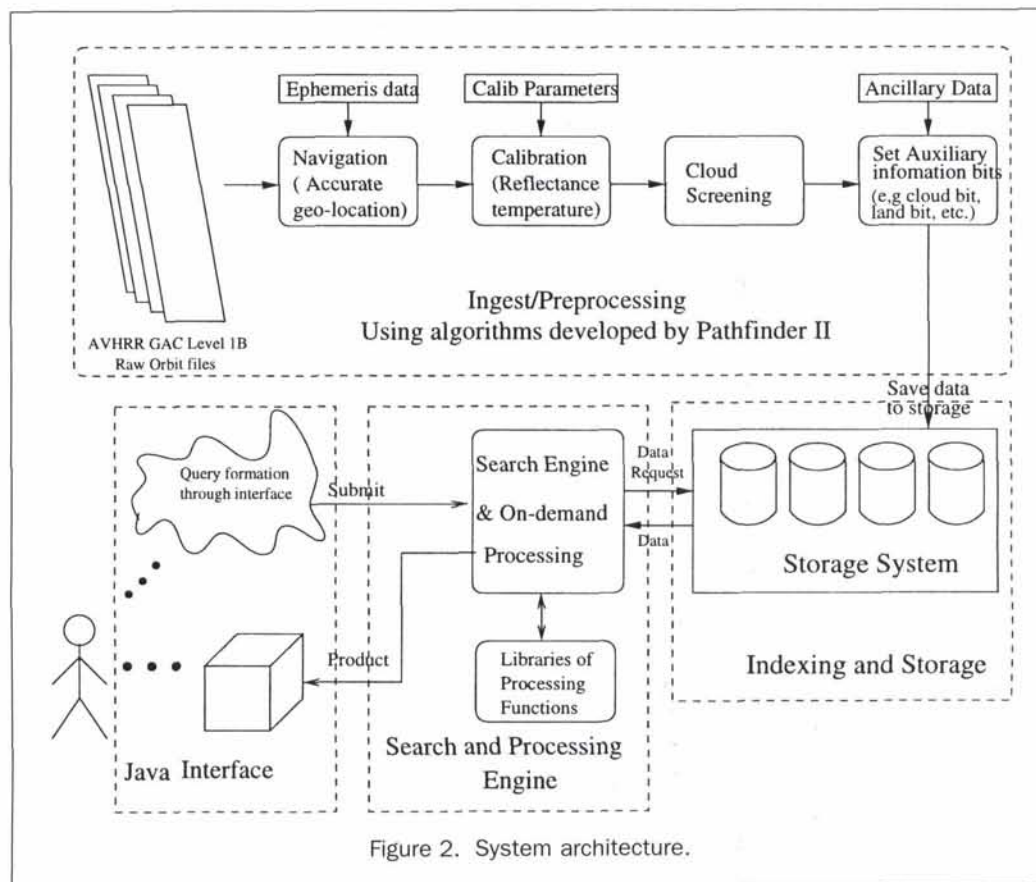 Ephemeris data
Calib Parameters
Ancillary Data
Navigation
( Accurate
geo-location)
Calibration
(Reflectance
temperature)
Cloud
Screening
Set Auxiliary
infomation bits
(e,g cloud bit,
land bit, etc.)
Ingest/Preprocessing
Using algorithms developed by Pathfinder II
AVHRR GAC Level 1B
Raw Orbit files
Save data
to storage
Query formation
through interface
Submit
Search Engine
& On-demand
Processing
Data
Request
Data
Storage System
Product
Libraries of
Processing
Functions
Indexing and Storage
Java Interface
Search and Processing
Engine
Figure 2. System architecture.